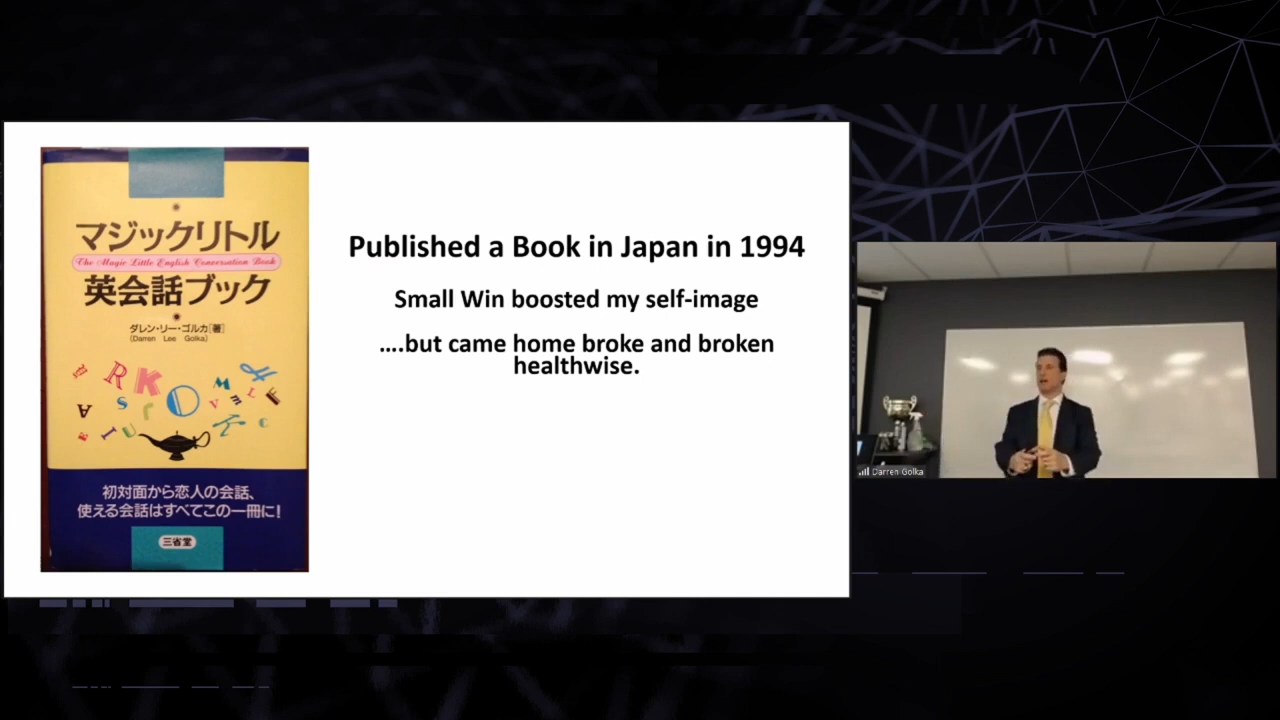 マジックリトル
The Magic Little English Conversation Book
英会話ブック
ダレン・リー・ゴルカ[著]
(Darren Lee Golka)
初対面から恋人の会話、
使える会話はすべてこの一冊に!
三省堂
Published a Book in Japan in 1994
Small Win boosted my self-image
....but came home broke and broken
healthwise.
Darren Golka